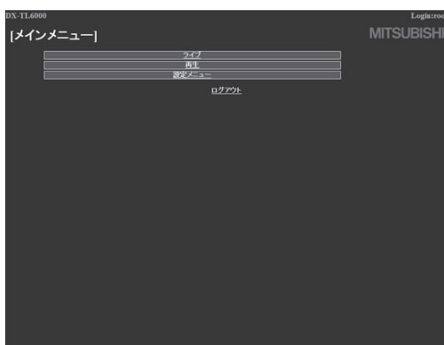 DX-TL6000
Login:roo
[メインメニュー]
MITSUBISHI
ライブ
再生
設定メニュー
ログアウト